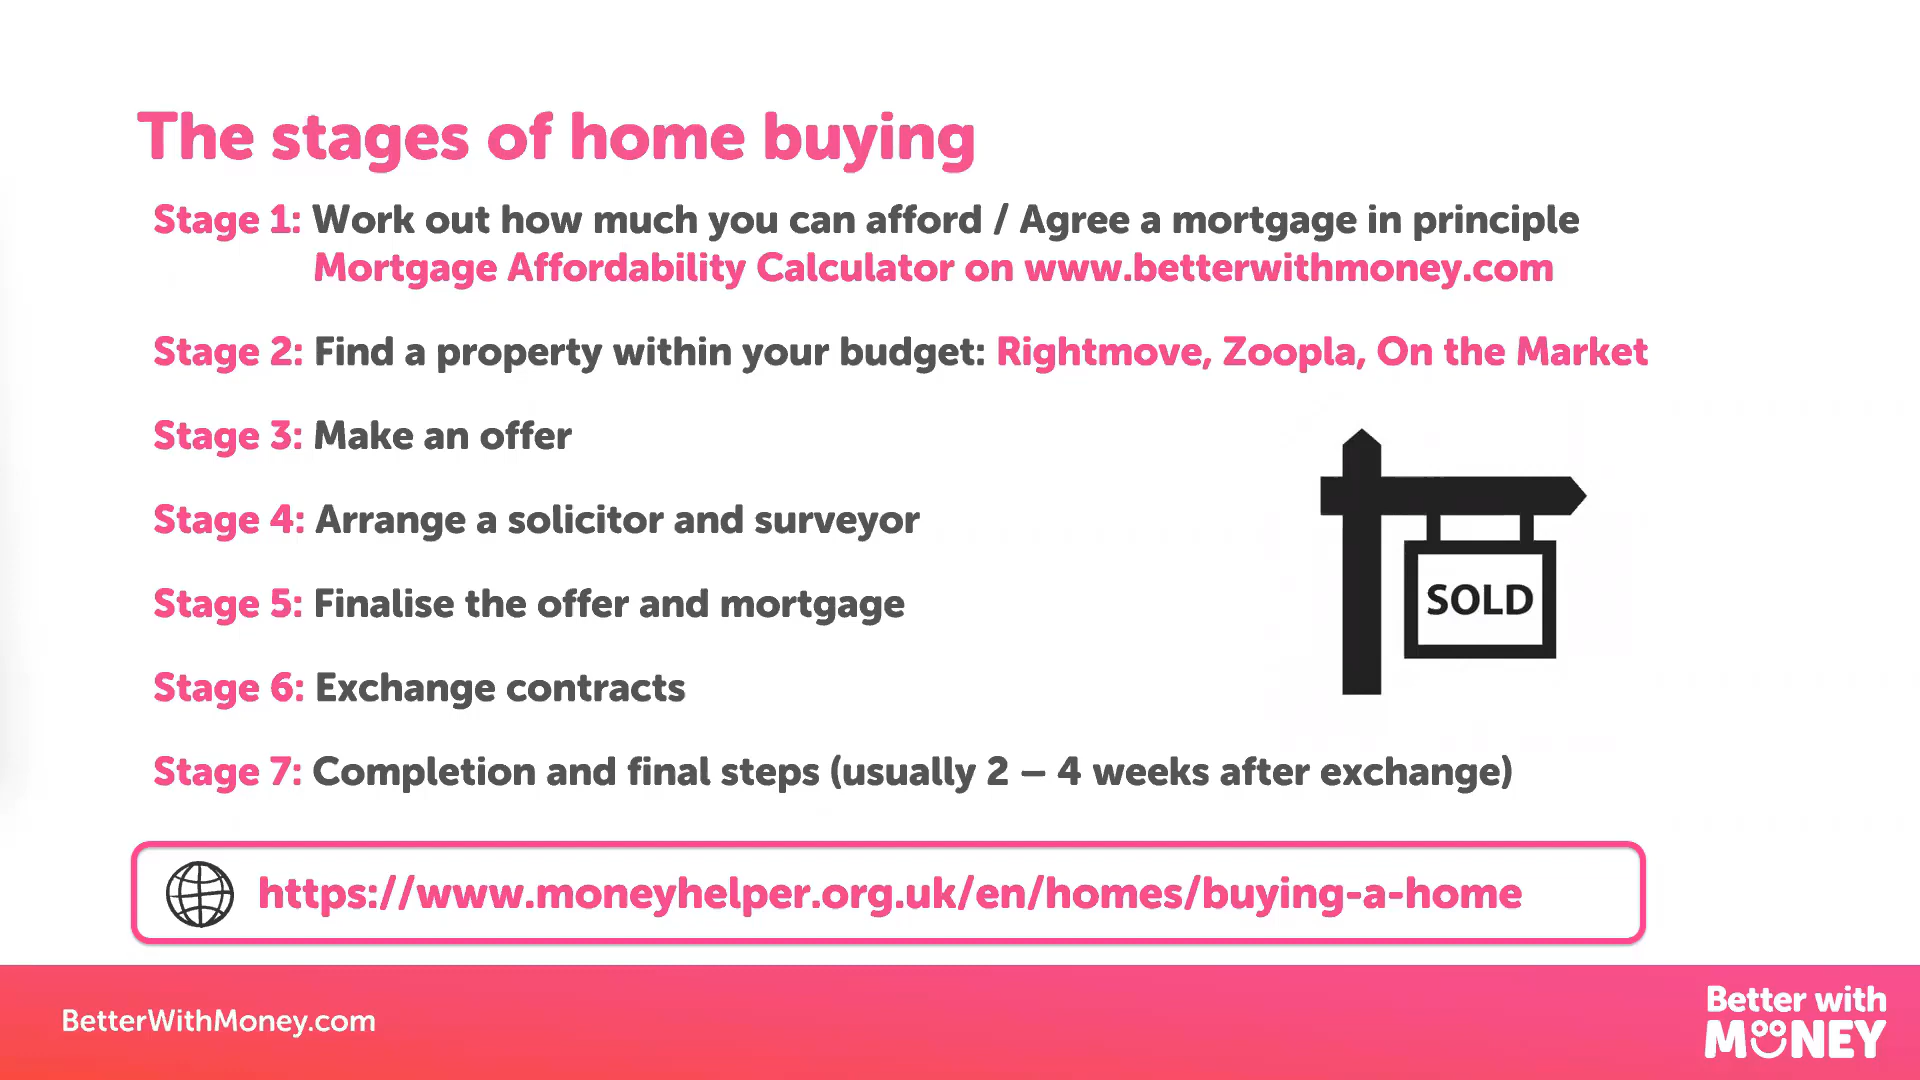 The stages of home buying
Stage 1: Work out how much you can afford / Agree a mortgage in principle
Mortgage Affordability Calculator on www.betterwithmoney.com
Stage 2: Find a property within your budget: Rightmove, Zoopla, On the Market
Stage 3: Make an offer
Stage 4: Arrange a solicitor and surveyor
Stage 5: Finalise the offer and mortgage
Stage 6: Exchange contracts
Stage 7: Completion and final steps (usually 2 – 4 weeks after exchange)
SOLD
https://www.moneyhelper.org.uk/en/homes/buying-a-home
BetterWithMoney.com
Better with
MONEY